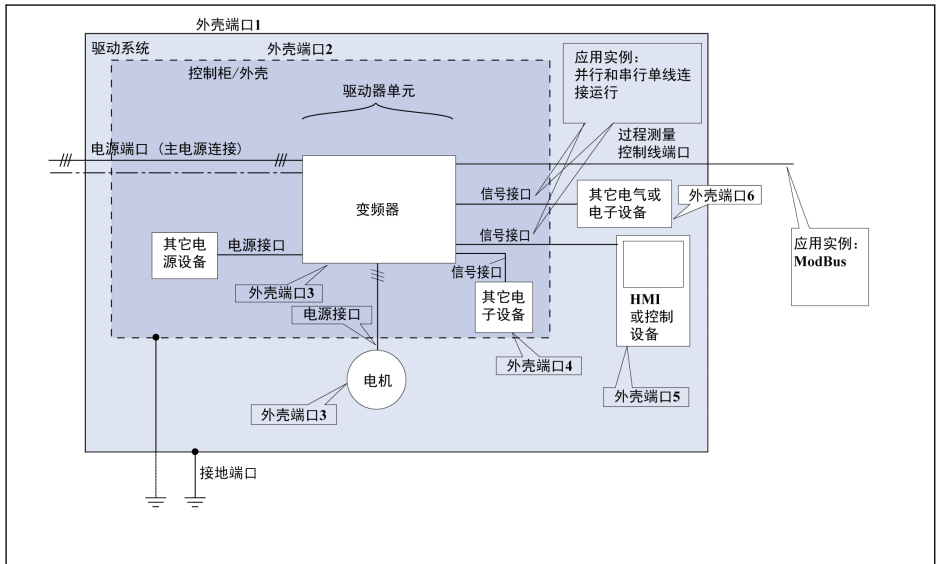 外壳端口1
驱动系统
外壳端口2
控制柜/外壳
驱动器单元
应用实例：
并行和串行单线连
接运行
电源端口（主电源连接）
过程测量
控制线端口
变频器
信号接口
其它电气或
电子设备
外壳端口6
信号接口
其它电
源设备
电源接口
应用实例：
ModBus
信号接口
外壳端口3
其它电
子设备
HMI
或控制
设备
电源接口
外壳端口4
电机
外壳端口5
外壳端口3
接地端口